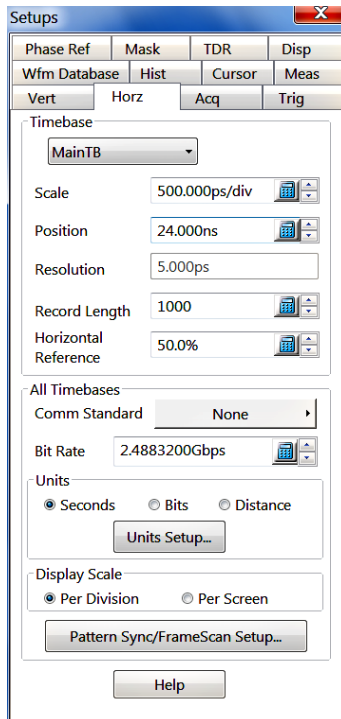 Setups
Phase Ref Mask TDR Disp
Wfm Database Hist Cursor Meas
Vert Horz Acq Trig
Timebase
MainTB
Scale 500.000ps/div
Position 24.000ns
Resolution 5.000ps
Record Length 1000
Horizontal
Reference 50.0%
All Timebases
Comm Standard None
Bit Rate 2.4883200Gbps
Units
Seconds Bits Distance
Units Setup...
Display Scale
Per Division Per Screen
Pattern Sync/FrameScan Setup...
Help